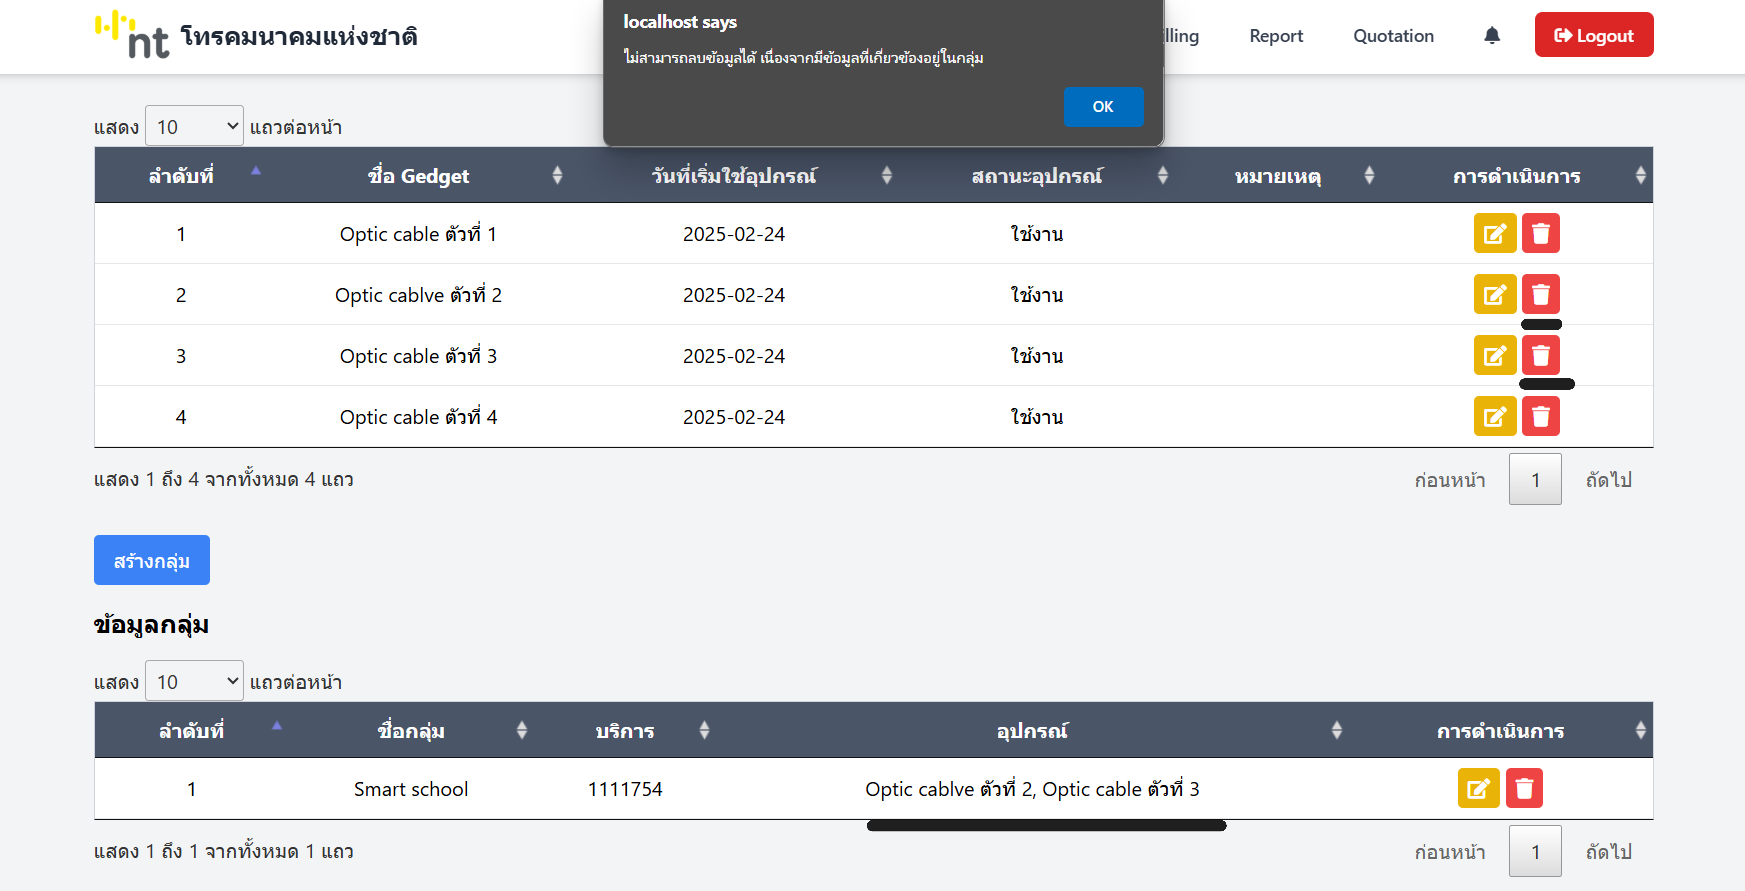 nt โทรคมนาคมแห่งชาติ
lling Report Quotation Logout
localhost says
ไม่สามารถลบข้อมูลได้ เนื่องจากมีข้อมูลที่เกี่ยวข้องอยู่ในกลุ่ม
OK
แสดง 10 แถวต่อหน้า
ลำดับที่ ชื่อ Gedget วันที่เริ่มใช้อุปกรณ์ สถานะอุปกรณ์ หมายเหตุ การดำเนินการ
1 Optic cable ตัวที่ 1 2025-02-24 ใช้งาน
2 Optic cablve ตัวที่ 2 2025-02-24 ใช้งาน
3 Optic cable ตัวที่ 3 2025-02-24 ใช้งาน
4 Optic cable ตัวที่ 4 2025-02-24 ใช้งาน
แสดง 1 ถึง 4 จากทั้งหมด 4 แถว ก่อนหน้า 1 ถัดไป
สร้างกลุ่ม
ข้อมูลกลุ่ม
แสดง 10 แถวต่อหน้า
ลำดับที่ ชื่อกลุ่ม บริการ อุปกรณ์ การดำเนินการ
1 Smart school 1111754 Optic cablve ตัวที่ 2, Optic cable ตัวที่ 3
แสดง 1 ถึง 1 จากทั้งหมด 1 แถว ก่อนหน้า 1 ถัดไป